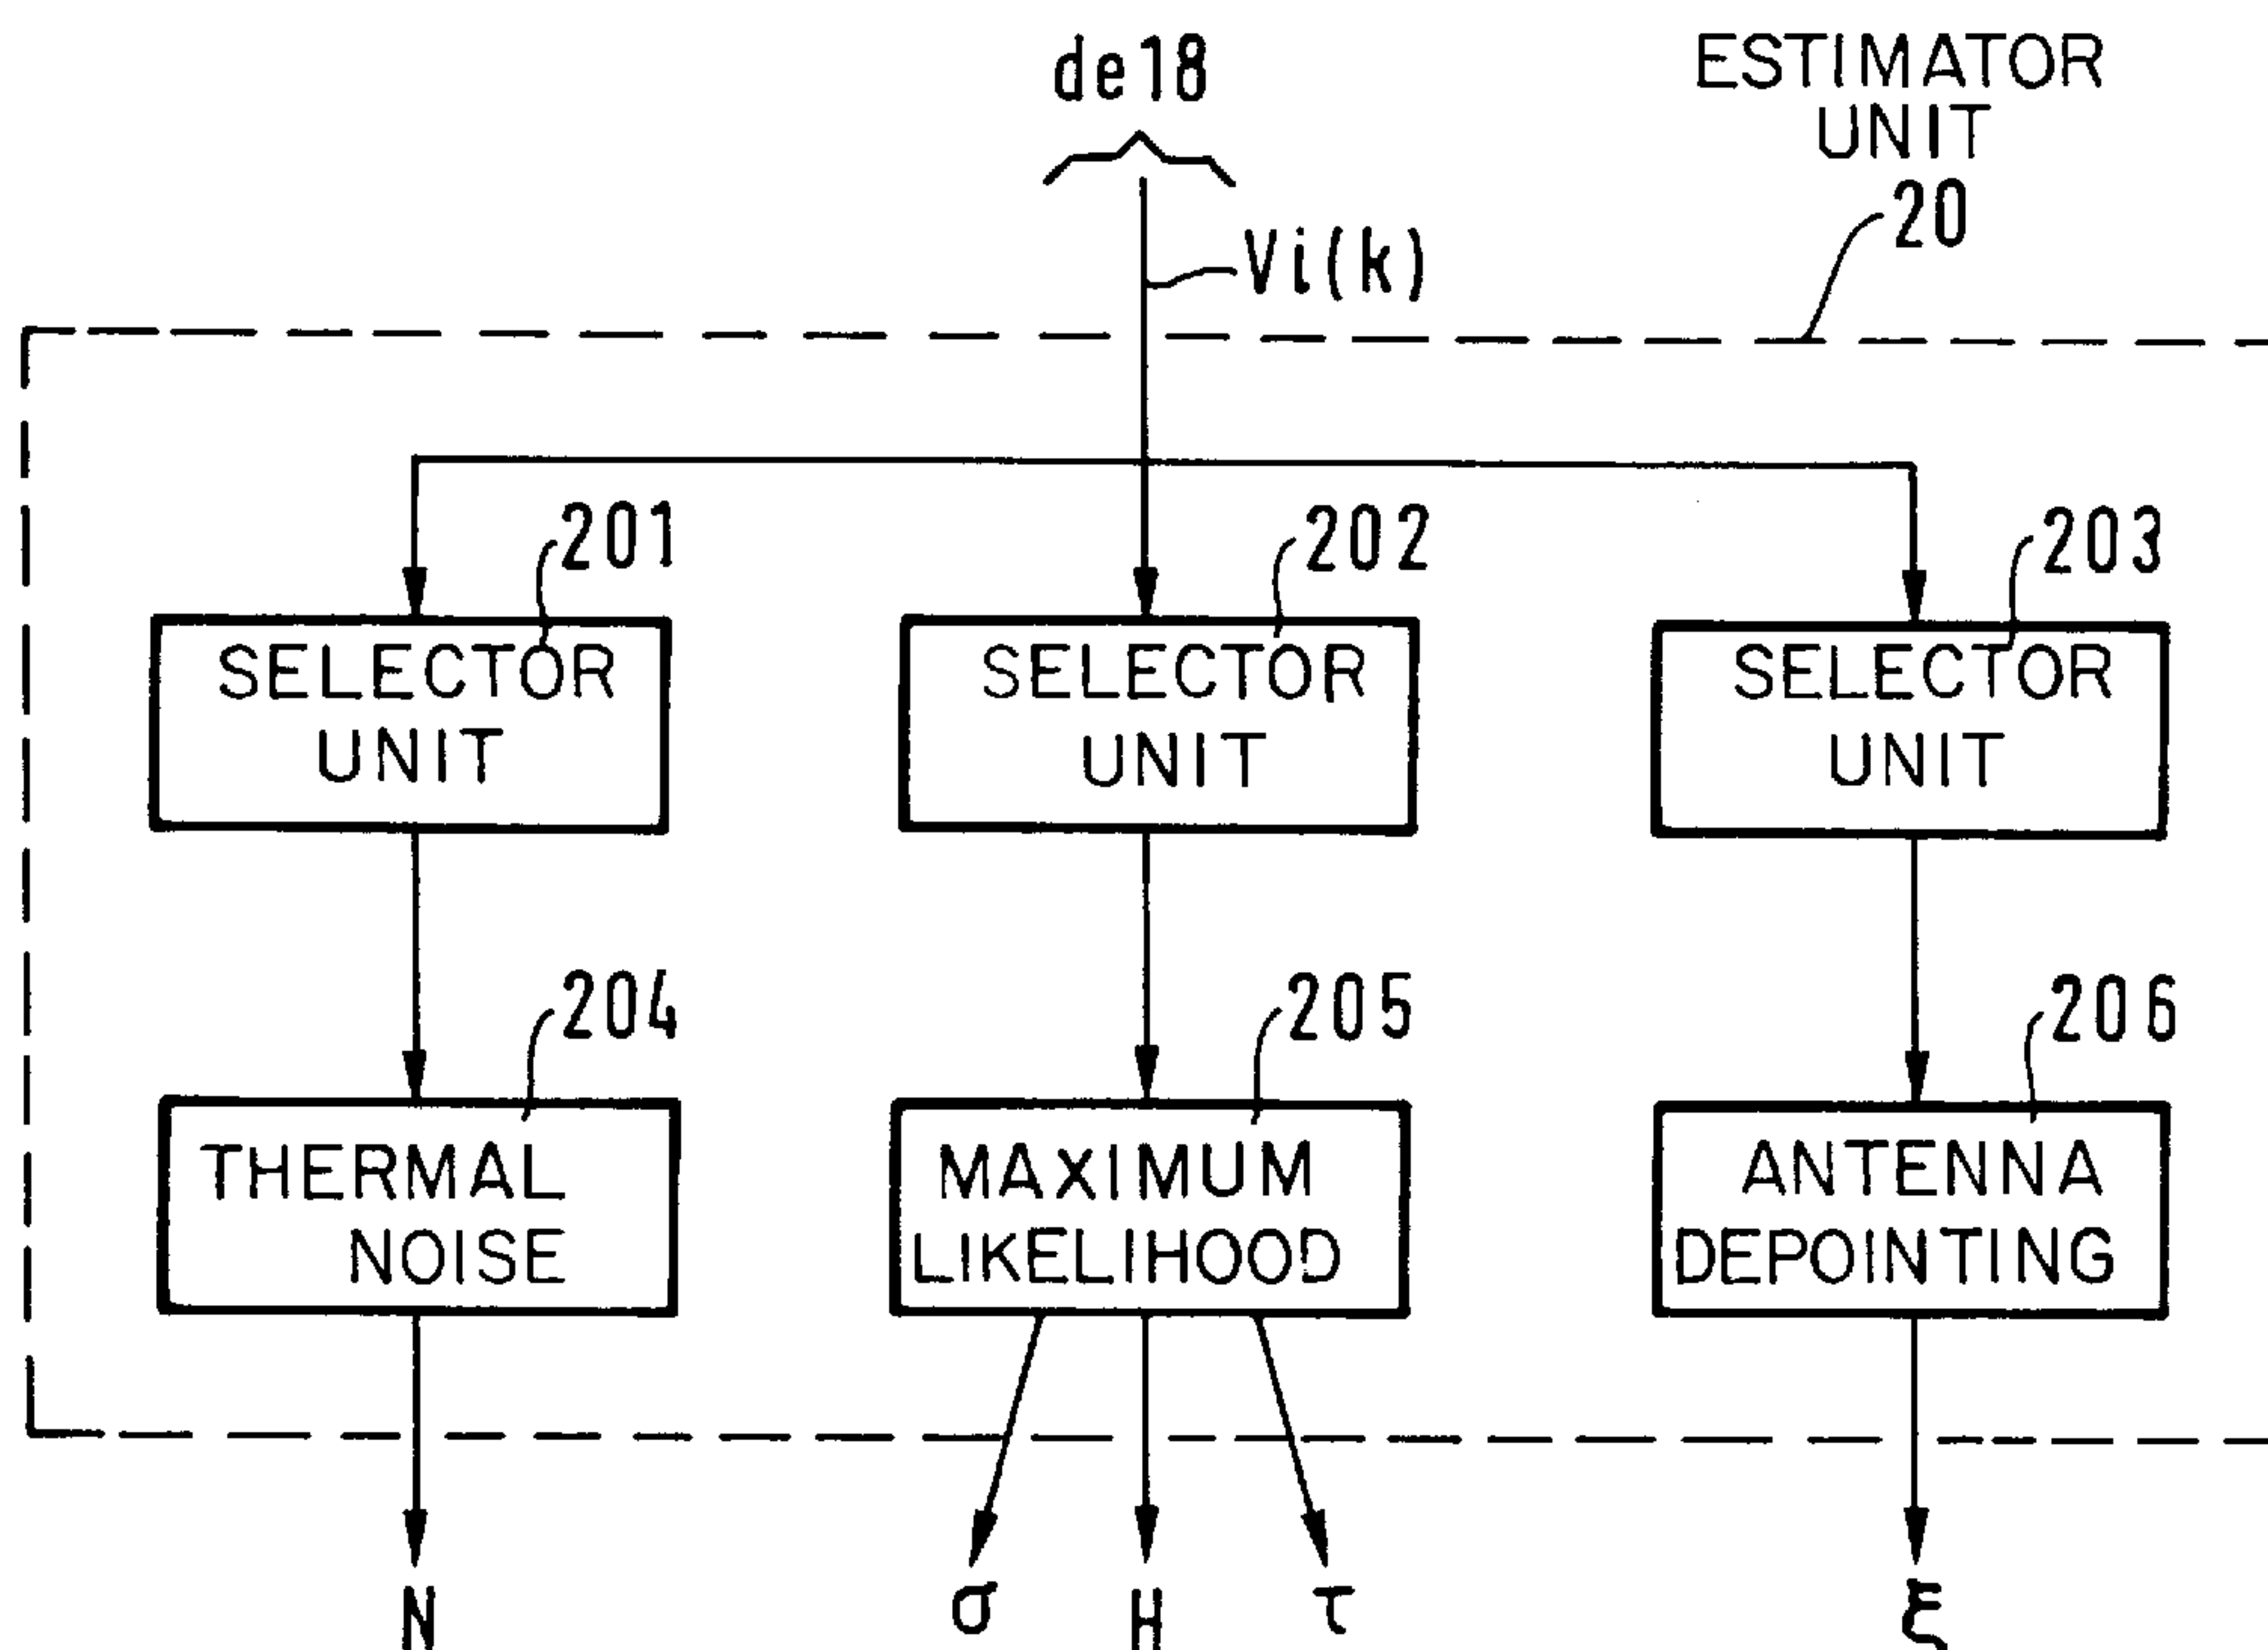 de18
ESTIMATOR
UNIT
20
Vi(k)
201
202
203
SELECTOR
UNIT
SELECTOR
UNIT
SELECTOR
UNIT
204
205
206
THERMAL
NOISE
MAXIMUM
LIKELIHOOD
ANTENNA
DEPOINTING
N
σ
H
τ
ξ